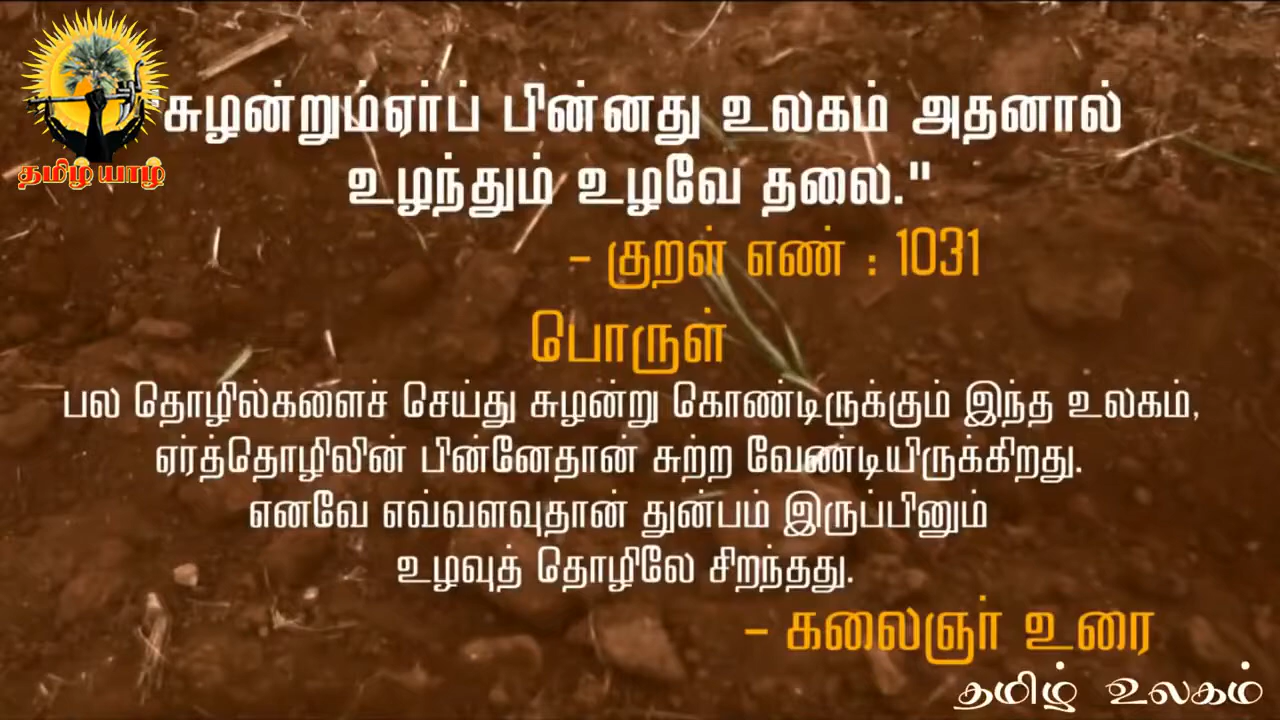 "சுழன்றும்ஏர்ப் பின்னது உலகம் அதனால்
உழந்தும் உழவே தலை."
- குறள் எண் : 1031
பொருள்
பல தொழில்களைச் செய்து சுழன்று கொண்டிருக்கும் இந்த உலகம்,
ஏர்த்தொழிலின் பின்னேதான் சுற்ற வேண்டியிருக்கிறது.
எனவே எவ்வளவுதான் துன்பம் இருப்பினும்
உழவுத் தொழிலே சிறந்தது.
- கலைஞர் உரை
தமிழ் யாழ்
தமிழ் உலகம்